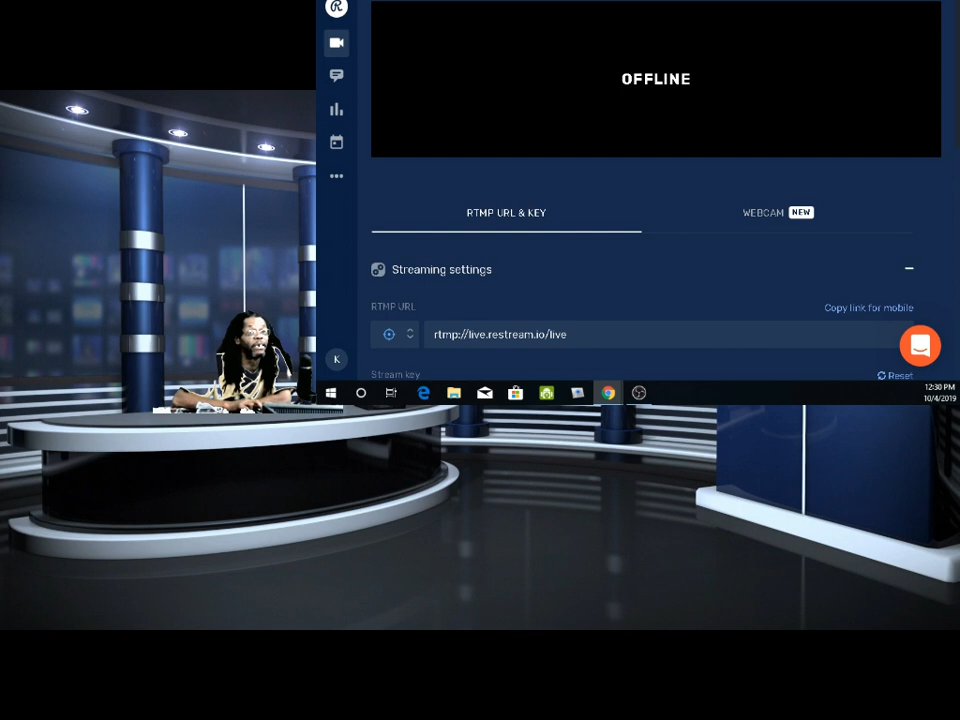 OFFLINE
RTMP URL & KEY
WEBCAM NEW
Streaming settings
RTMP URL
Copy link for mobile
rtmp://live.restream.io/live
K
Stream key
Reset
12:30 PM
10/4/2019